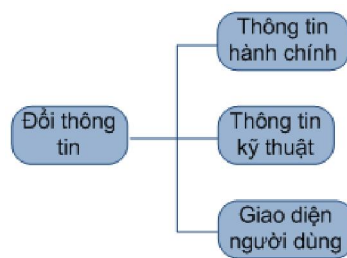 Đổi thông
tin
Thông tin
hành chính
Thông tin
kỹ thuật
Giao diện
người dùng